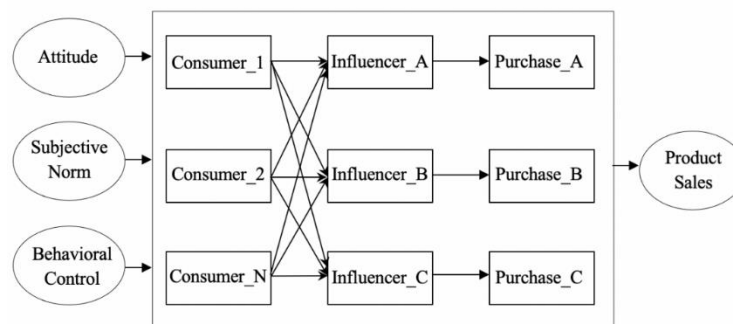 Attitude
Consumer_1
Influencer_A
Purchase_A
Subjective
Norm
Consumer_2
Influencer_B
Purchase_B
Product
Sales
Behavioral
Control
Consumer_N
Influencer_C
Purchase_C